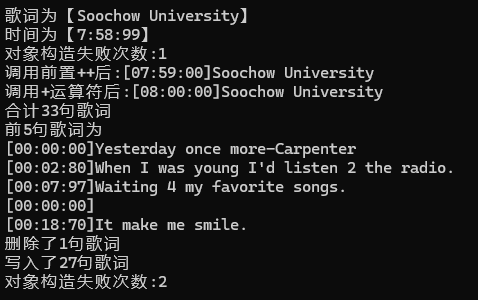 歌词为【Soochow University】
时间为【7:58:99】
对象构造失败次数:1
调用前置++后:[07:59:00]Soochow University
调用+运算符后:[08:00:00]Soochow University
合计33句歌词
前5句歌词为
[00:00:00]Yesterday once more—Carpenter
[00:02:80]When I was young I'd listen 2 the radio.
[00:07:97]Waiting 4 my favorite songs.
[00:00:00]
[00:18:70]It make me smile.
删除了1句歌词
写入了27句歌词
对象构造失败次数:2